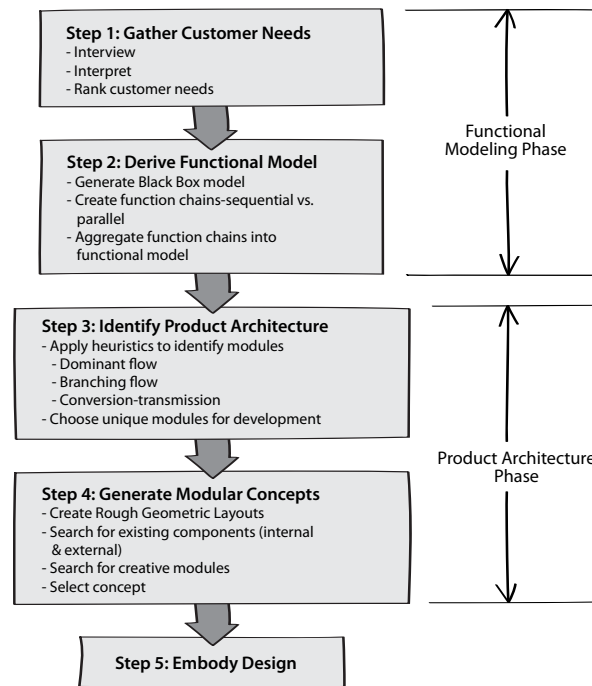 Step 1: Gather Customer Needs
- Interview
- Interpret
- Rank customer needs
Step 2: Derive Functional Model
- Generate Black Box model
- Create function chains-sequential vs.
parallel
- Aggregate function chains into
functional model
Functional
Modeling Phase
Step 3: Identify Product Architecture
- Apply heuristics to identify modules
- Dominant flow
- Branching flow
- Conversion-transmission
- Choose unique modules for development
Step 4: Generate Modular Concepts
- Create Rough Geometric Layouts
- Search for existing components (internal
& external)
- Search for creative modules
- Select concept
Product Architecture
Phase
Step 5: Embody Design